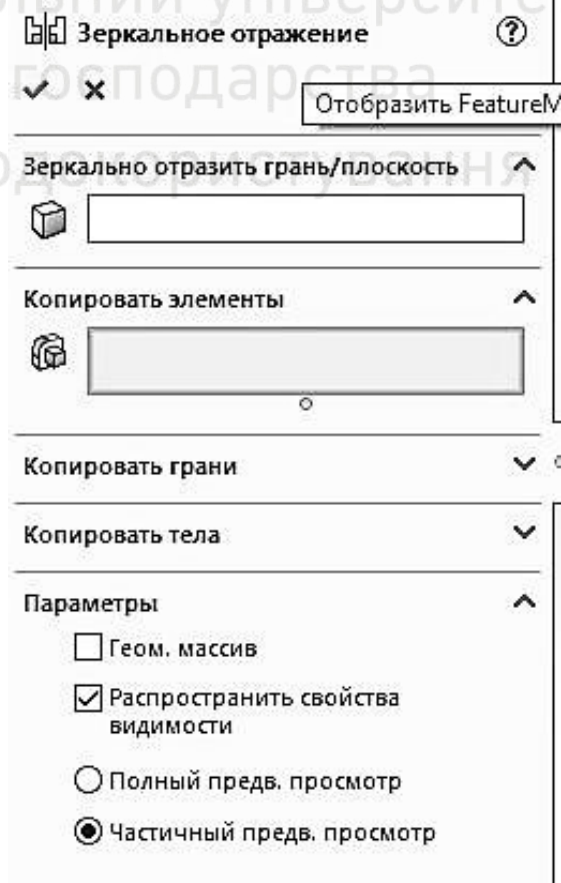 Зеркальное отражение
господарства
Отобразить FeatureM
Зеркально отразить грань/плоскость
Копировать элементы
Копировать грани
Копировать тела
Параметры
Геом. массив
Распространить свойства
видимости
Полный предв. просмотр
Частичный предв. просмотр